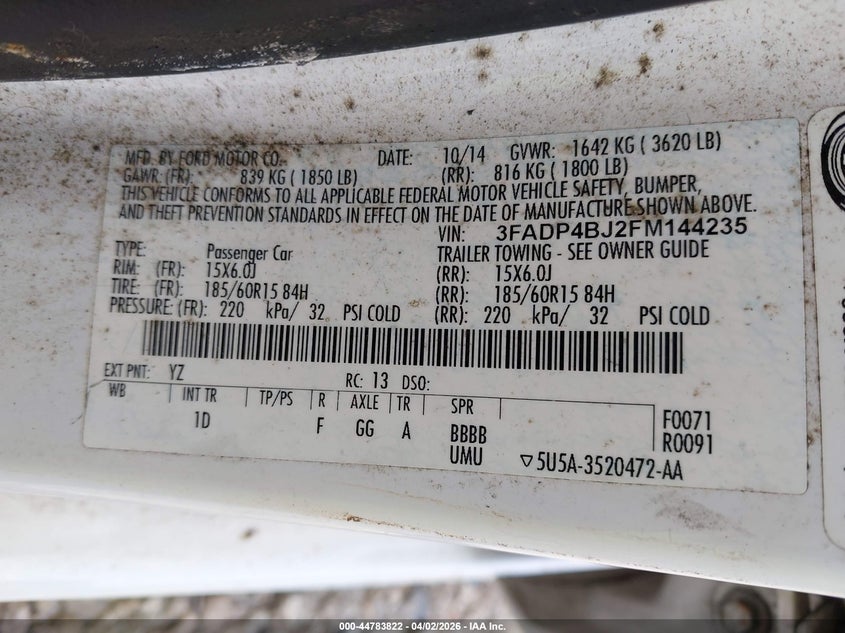 MFD. BY FORD MOTOR CO. DATE: 10/14 GVWR: 1642 KG ( 3620 LB)
GAWR: (FR): 839 KG ( 1850 LB) (RR): 816 KG ( 1800 LB)
THIS VEHICLE CONFORMS TO ALL APPLICABLE FEDERAL MOTOR VEHICLE SAFETY, BUMPER,
AND THEFT PREVENTION STANDARDS IN EFFECT ON THE DATE OF MANUFACTURE SHOWN ABOVE.
VIN: 3FADP4BJ2FM144235
TYPE: Passenger Car TRAILER TOWING - SEE OWNER GUIDE
RIM: (FR): 15X6.0J (RR): 15X6.0J
TIRE: (FR): 185/60R15 84H (RR): 185/60R15 84H
PRESSURE: (FR): 220 kPa/ 32 PSI COLD (RR): 220 kPa/ 32 PSI COLD
EXT PNT: YZ RC: 13 DSO:
WB INT TR TP/PS R AXLE TR SPR F0071
1D F GG A BBBB R0091
UMU ▽5U5A-3520472-AA
000-44783822 - 04/02/2026 - IAA Inc.